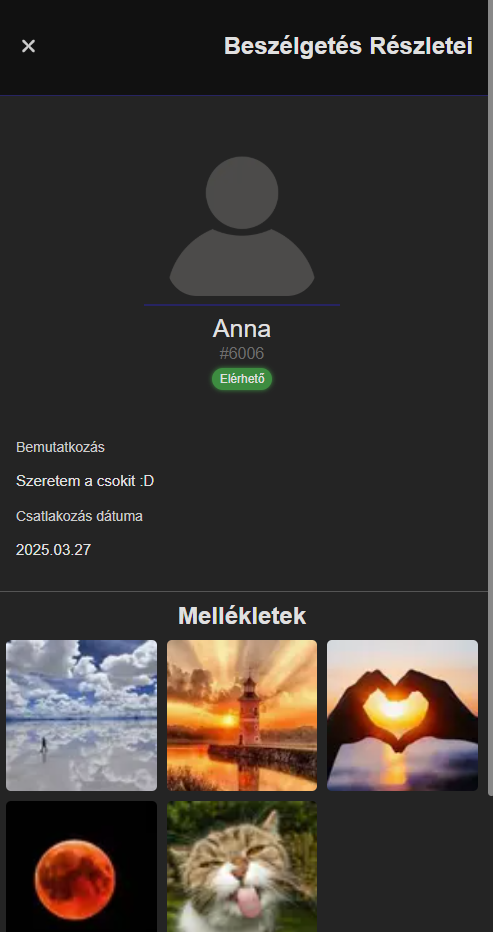 Beszélgetés Részletei
Anna
#6006
Elérhető
Bemutatkozás
Szeretem a csokit :D
Csatlakozás dátuma
2025.03.27
Mellékletek